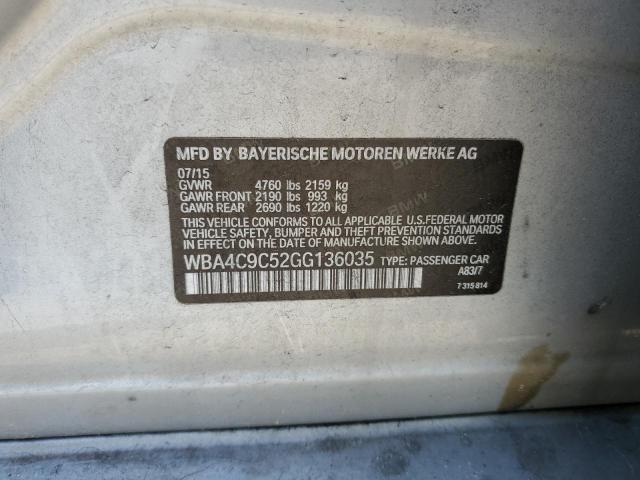 MFD BY BAYERISCHE MOTOREN WERKE AG
07/15
GVWR 4760 lbs 2159 kg
GAWR FRONT 2190 lbs 993 kg
GAWR REAR 2690 lbs 1220 kg
THIS VEHICLE CONFORMS TO ALL APPLICABLE U.S.FEDERAL MOTOR
VEHICLE SAFETY, BUMPER AND THEFT PREVENTION STANDARDS IN
EFFECT ON THE DATE OF MANUFACTURE SHOWN ABOVE.
WBA4C9C52GG136035 TYPE: PASSENGER CAR
A83/7
7 315 814